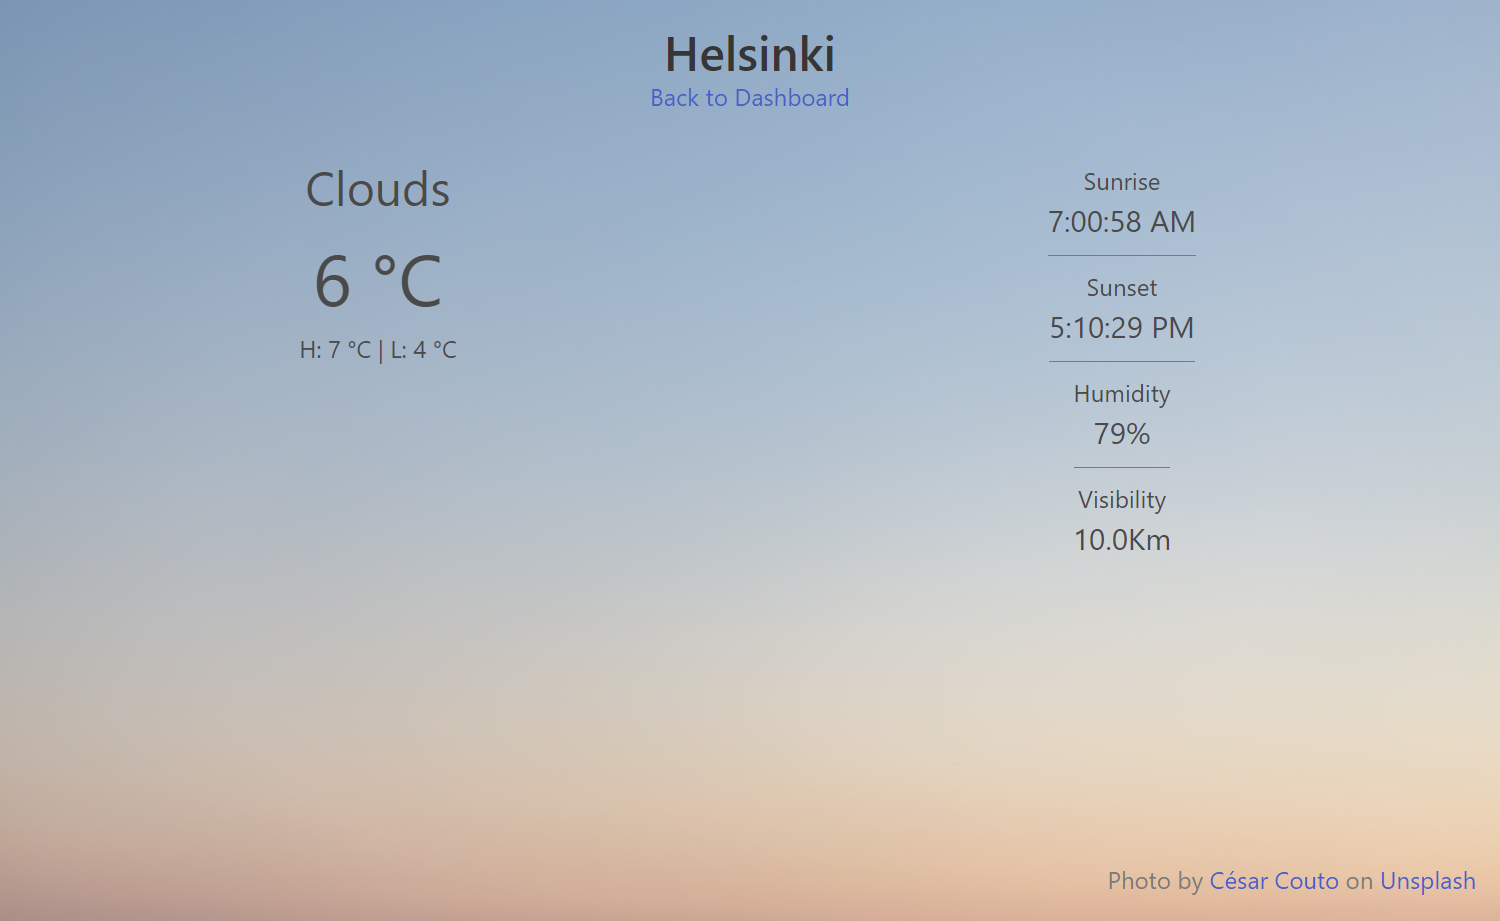 Helsinki
Back to Dashboard
Clouds
6 °C
H: 7 °C | L: 4 °C
Sunrise
7:00:58 AM
Sunset
5:10:29 PM
Humidity
79%
Visibility
10.0Km
Photo by César Couto on Unsplash